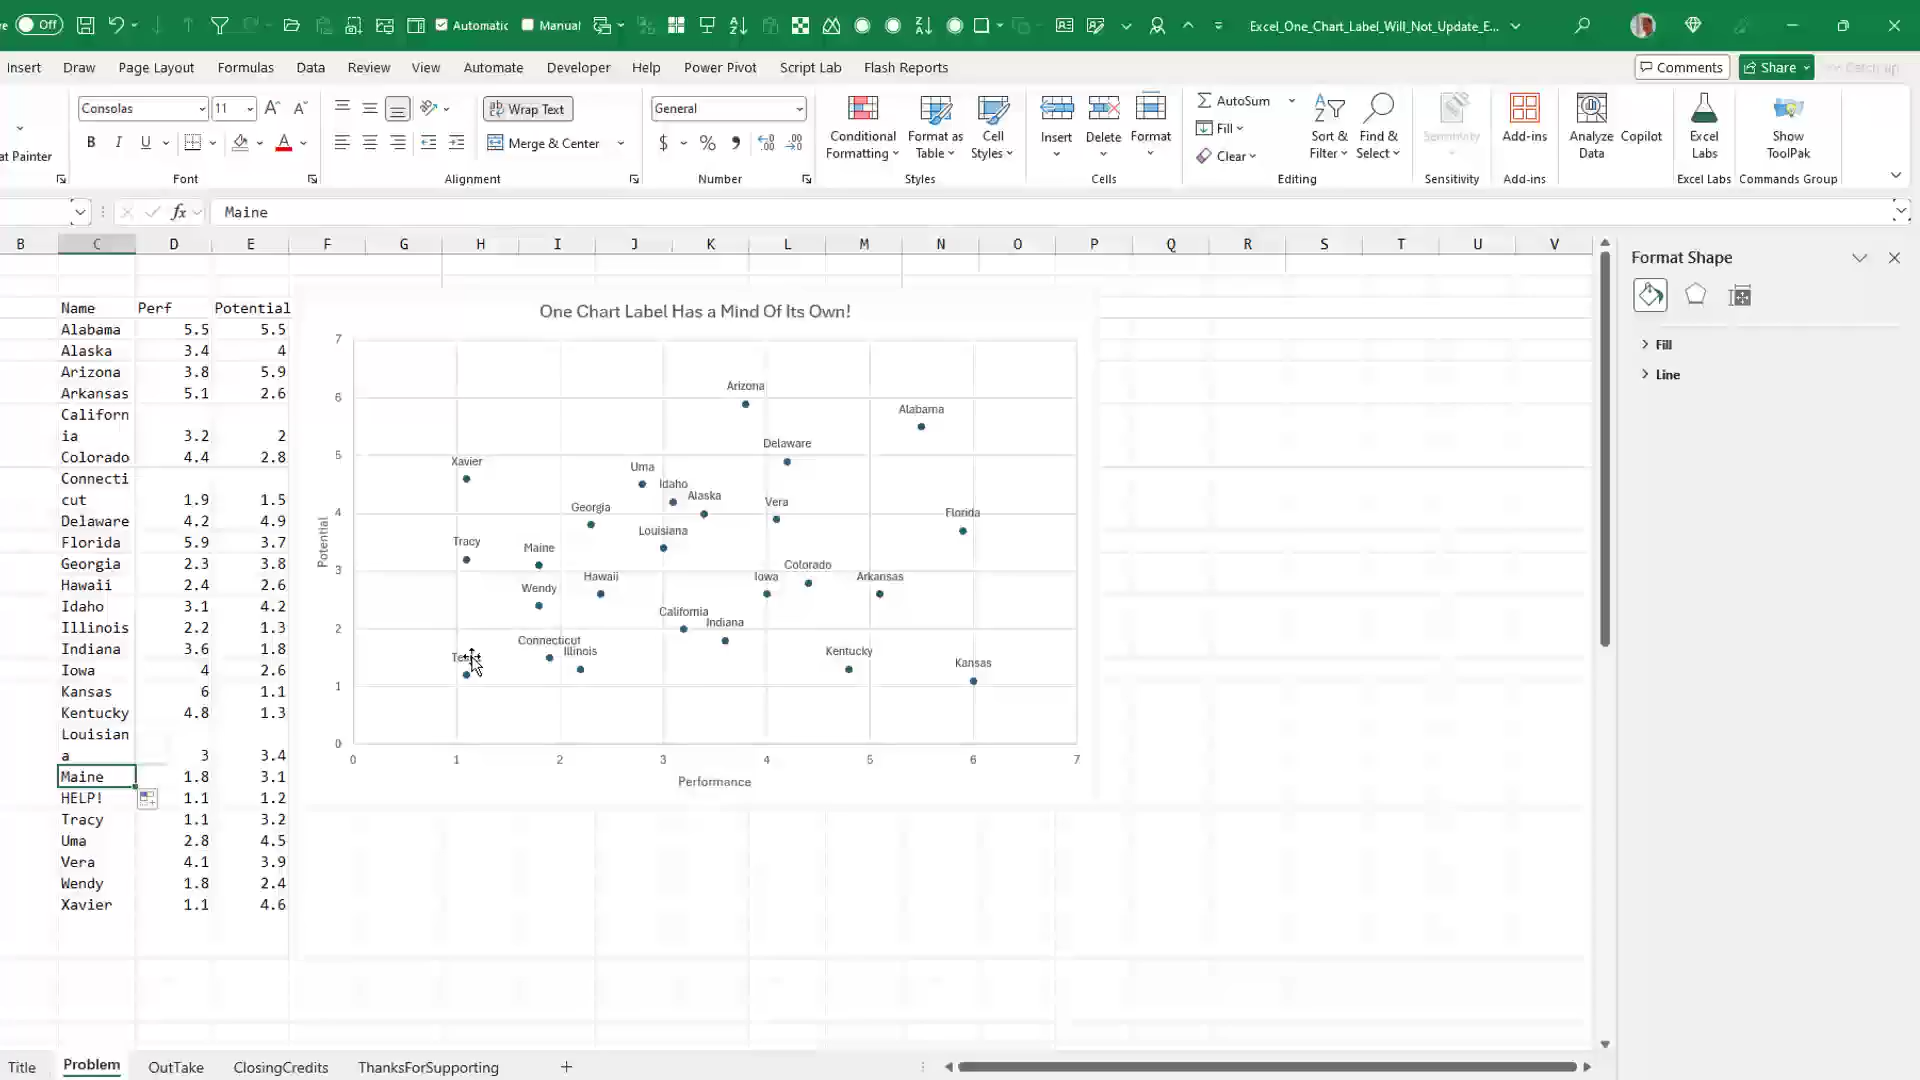 Off
Automatic
Manual
Excel_One_Chart_Label_Will_Not_Update_E...
Insert Draw Page Layout Formulas Data Review View Automate Developer Help Power Pivot Script Lab Flash Reports
Comments
Share
Catch up
Consolas
11
Wrap Text
General
Conditional Formatting
Format as Table
Cell Styles
Insert
Delete
Format
AutoSum
Fill
Clear
Sort & Filter
Find & Select
Sensitivity
Add-ins
Analyze Data
Copilot
Excel Labs
Show ToolPak
at Painter
B I U
Merge & Center
$ % 9
Font
Alignment
Number
Styles
Cells
Editing
Sensitivity
Add-ins
Excel Labs
Commands Group
fx
Maine
B C D E F G H I J K L M N O P Q R S T U V
Name Perf Potential
Alabama 5.5 5.5
Alaska 3.4 4
Arizona 3.8 5.9
Arkansas 5.1 2.6
Californ
ia 3.2 2
Colorado 4.4 2.8
Connecti
cut 1.9 1.5
Delaware 4.2 4.9
Florida 5.9 3.7
Georgia 2.3 3.8
Hawaii 2.4 2.6
Idaho 3.1 4.2
Illinois 2.2 1.3
Indiana 3.6 1.8
Iowa 4 2.6
Kansas 6 1.1
Kentucky 4.8 1.3
Louisian
a 3 3.4
Maine 1.8 3.1
HELP! 1.1 1.2
Tracy 1.1 3.2
Uma 2.8 4.5
Vera 4.1 3.9
Wendy 1.8 2.4
Xavier 1.1 4.6
One Chart Label Has a Mind Of Its Own!
7
6
5
4
3
2
1
0
Potential
Arizona
Alabama
Delaware
Xavier
Uma
Idaho
Alaska
Vera
Georgia
Florida
Louisiana
Tracy
Maine
Colorado
Hawaii
Iowa
Arkansas
Wendy
California
Indiana
Connecticut
Illinois
Kentucky
Kansas
0 1 2 3 4 5 6 7
Performance
Format Shape
Fill
Line
Title Problem OutTake ClosingCredits ThanksForSupporting